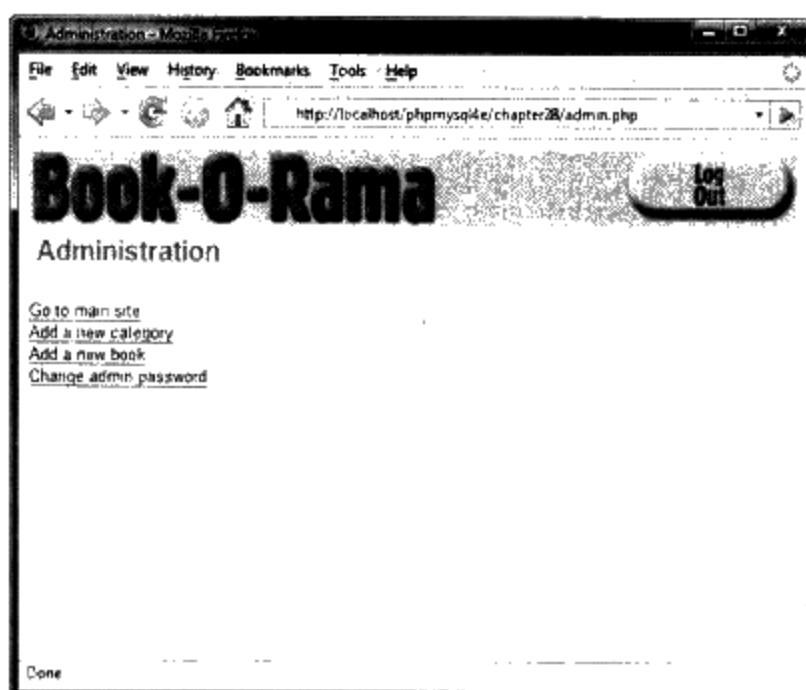 Administration - Mozilla Firefox
File Edit View History Bookmarks Tools Help
http://localhost/phpmysql4e/chapter28/admin.php
Book-O-Rama
Log
Out
Administration
Go to main site
Add a new category
Add a new book
Change admin password
Done